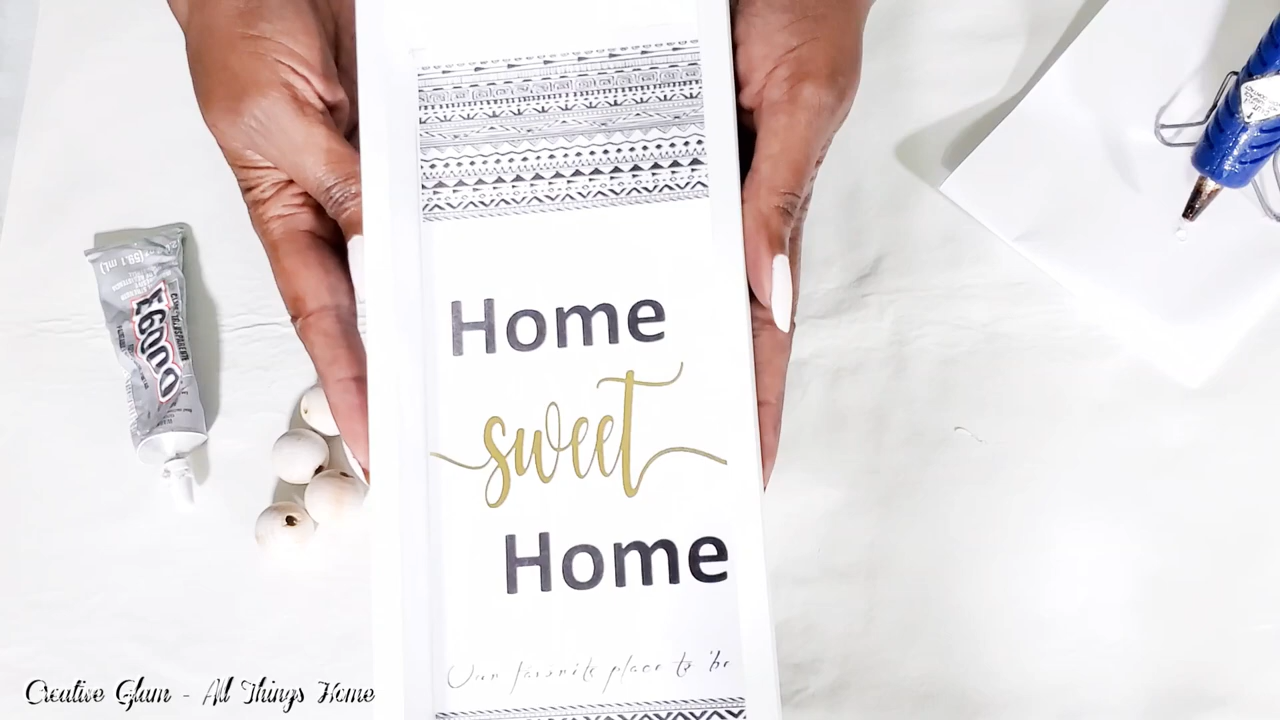 Home
sweet
Home
Our favorite place to be
E6000
Creative Glam - All Things Home